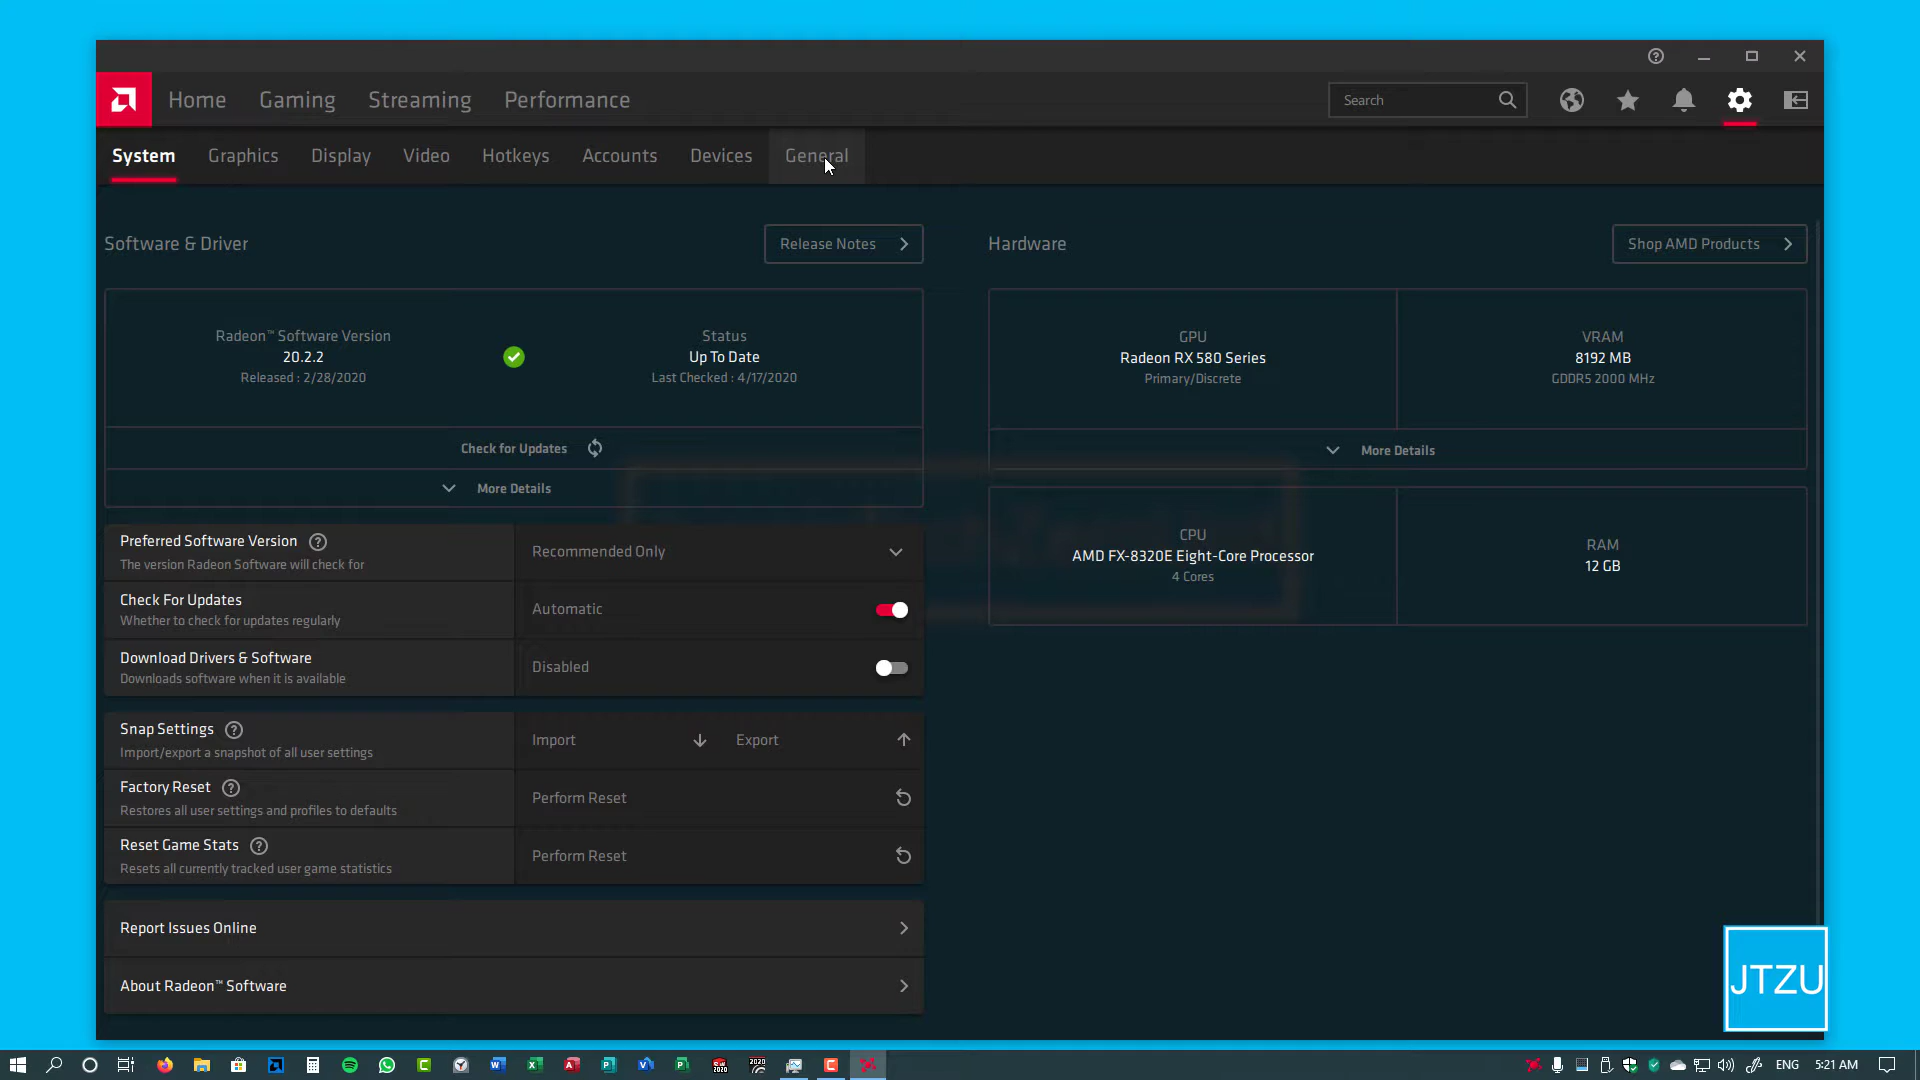 Home Gaming Streaming Performance
Search
System Graphics Display Video Hotkeys Accounts Devices General
Software & Driver
Release Notes
Radeon™ Software Version
20.2.2
Released : 2/28/2020
Status
Up To Date
Last Checked : 4/17/2020
Check for Updates
More Details
Preferred Software Version
The version Radeon Software will check for
Recommended Only
Check For Updates
Whether to check for updates regularly
Automatic
Download Drivers & Software
Downloads software when it is available
Disabled
Snap Settings
Import/export a snapshot of all user settings
Import
Export
Factory Reset
Restores all user settings and profiles to defaults
Perform Reset
Reset Game Stats
Resets all currently tracked user game statistics
Perform Reset
Report Issues Online
About Radeon™ Software
Hardware
Shop AMD Products
GPU
Radeon RX 580 Series
Primary/Discrete
VRAM
8192 MB
GDDR5 2000 MHz
More Details
CPU
AMD FX-8320E Eight-Core Processor
4 Cores
RAM
12 GB
JTZU
ENG
5:21 AM